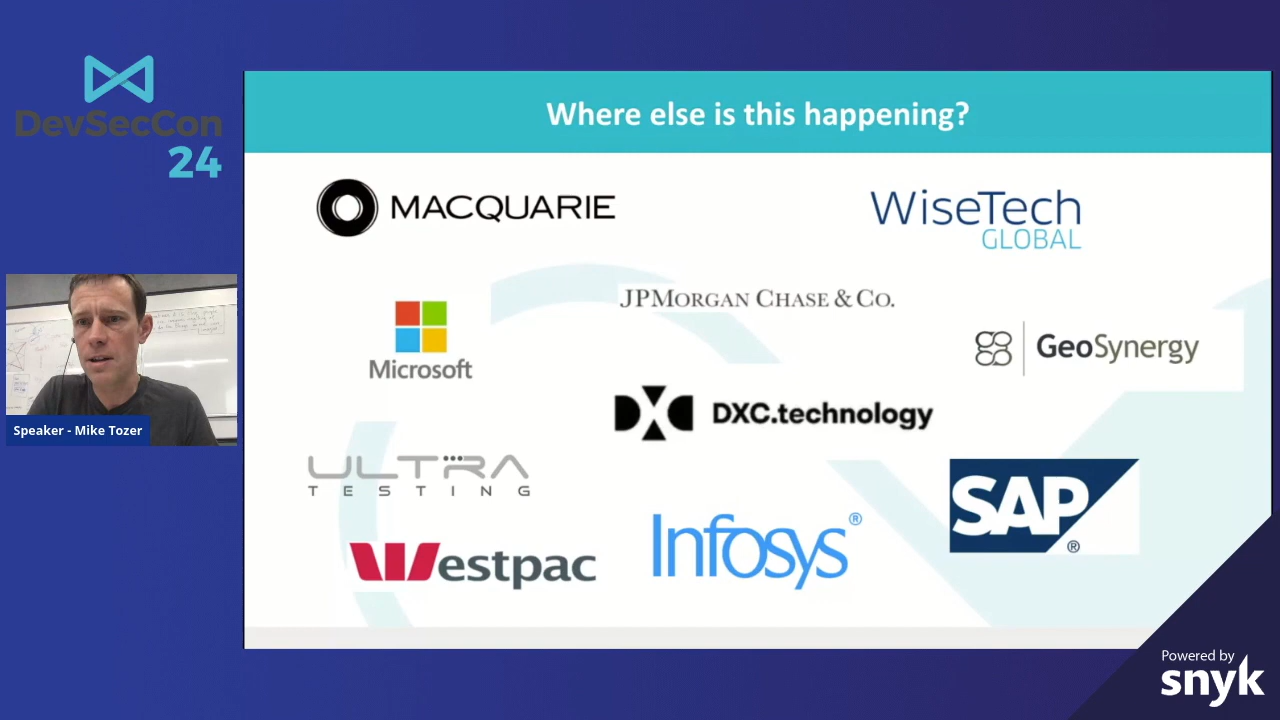 DevSecCon
24
Where else is this happening?
MACQUARIE
WiseTech
GLOBAL
JPMORGAN CHASE & CO.
Microsoft
GeoSynergy
DXC.technology
ULTRA
TESTING
SAP
®
Infosys®
Westpac
Speaker - Mike Tozer
Powered by
snyk